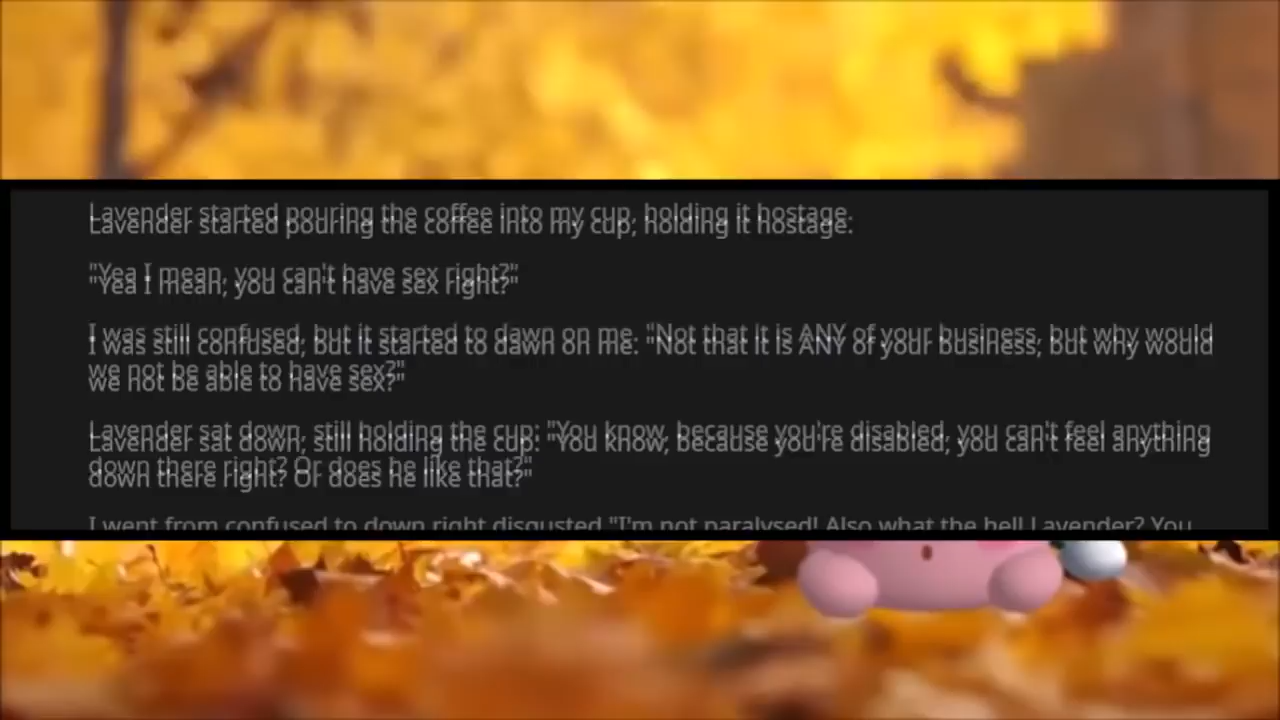 Lavender started pouring the coffee into my cup, holding it hostage:
"Yea I mean, you can't have sex right?"
I was still confused, but it started to dawn on me: "Not that it is ANY of your business, but why would
we not be able to have sex?"
Lavender sat down, still holding the cup: "You know, because you're disabled, you can't feel anything
down there right? Or does he like that?"
I went from confused to down right disgusted "I'm not paralysed! Also what the hell Lavender? You